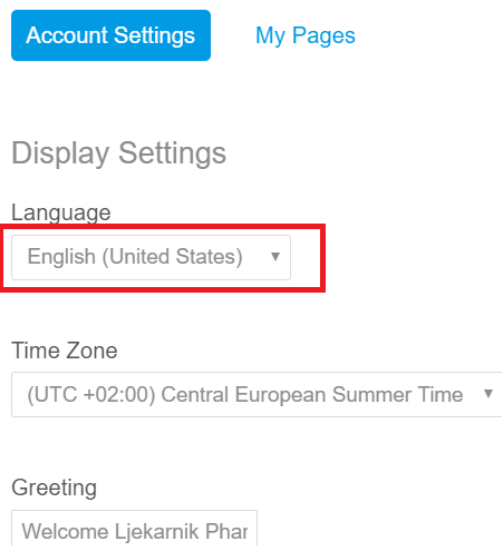 Account Settings My Pages
Display Settings
Language
English (United States)
Time Zone
(UTC +02:00) Central European Summer Time
Greeting
Welcome Ljekarnik Phar